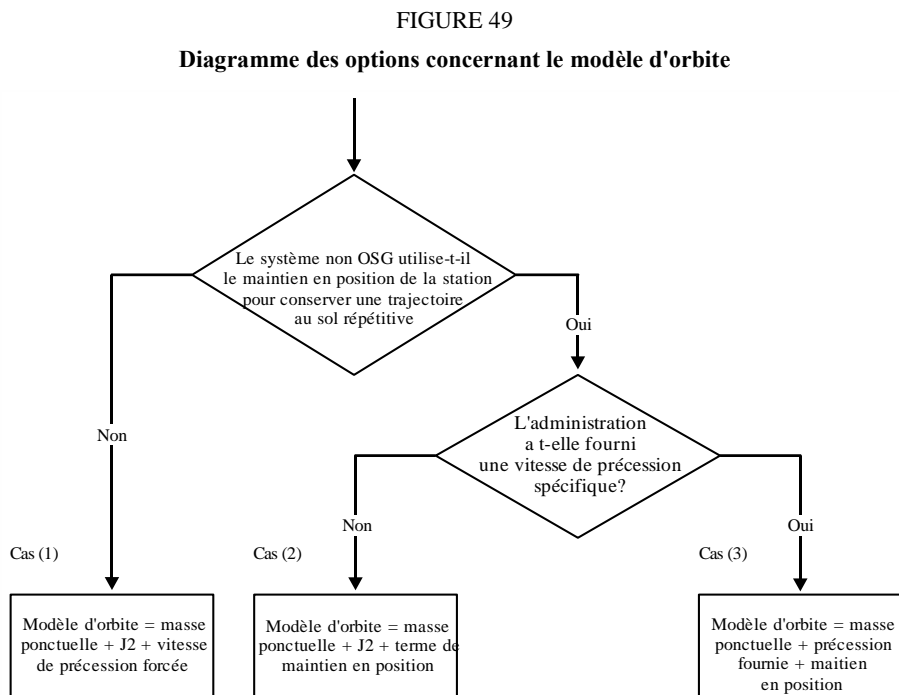 FIGURE 49
Diagramme des options concernant le modèle d'orbite
Le système non OSG utilise-t-il
le maintien en position de la station
pour conserver une trajectoire
au sol répétitive
Oui
Non
L'administration
a t-elle fourni
une vitesse de précession
spécifique?
Non
Oui
Cas (1)
Cas (2)
Cas (3)
Modèle d'orbite = masse
ponctuelle + J2 + vitesse
de précession forcée
Modèle d'orbite = masse
ponctuelle + J2 + terme de
maintien en position
Modèle d'orbite = masse
ponctuelle + précession
fournie + maitien
en position